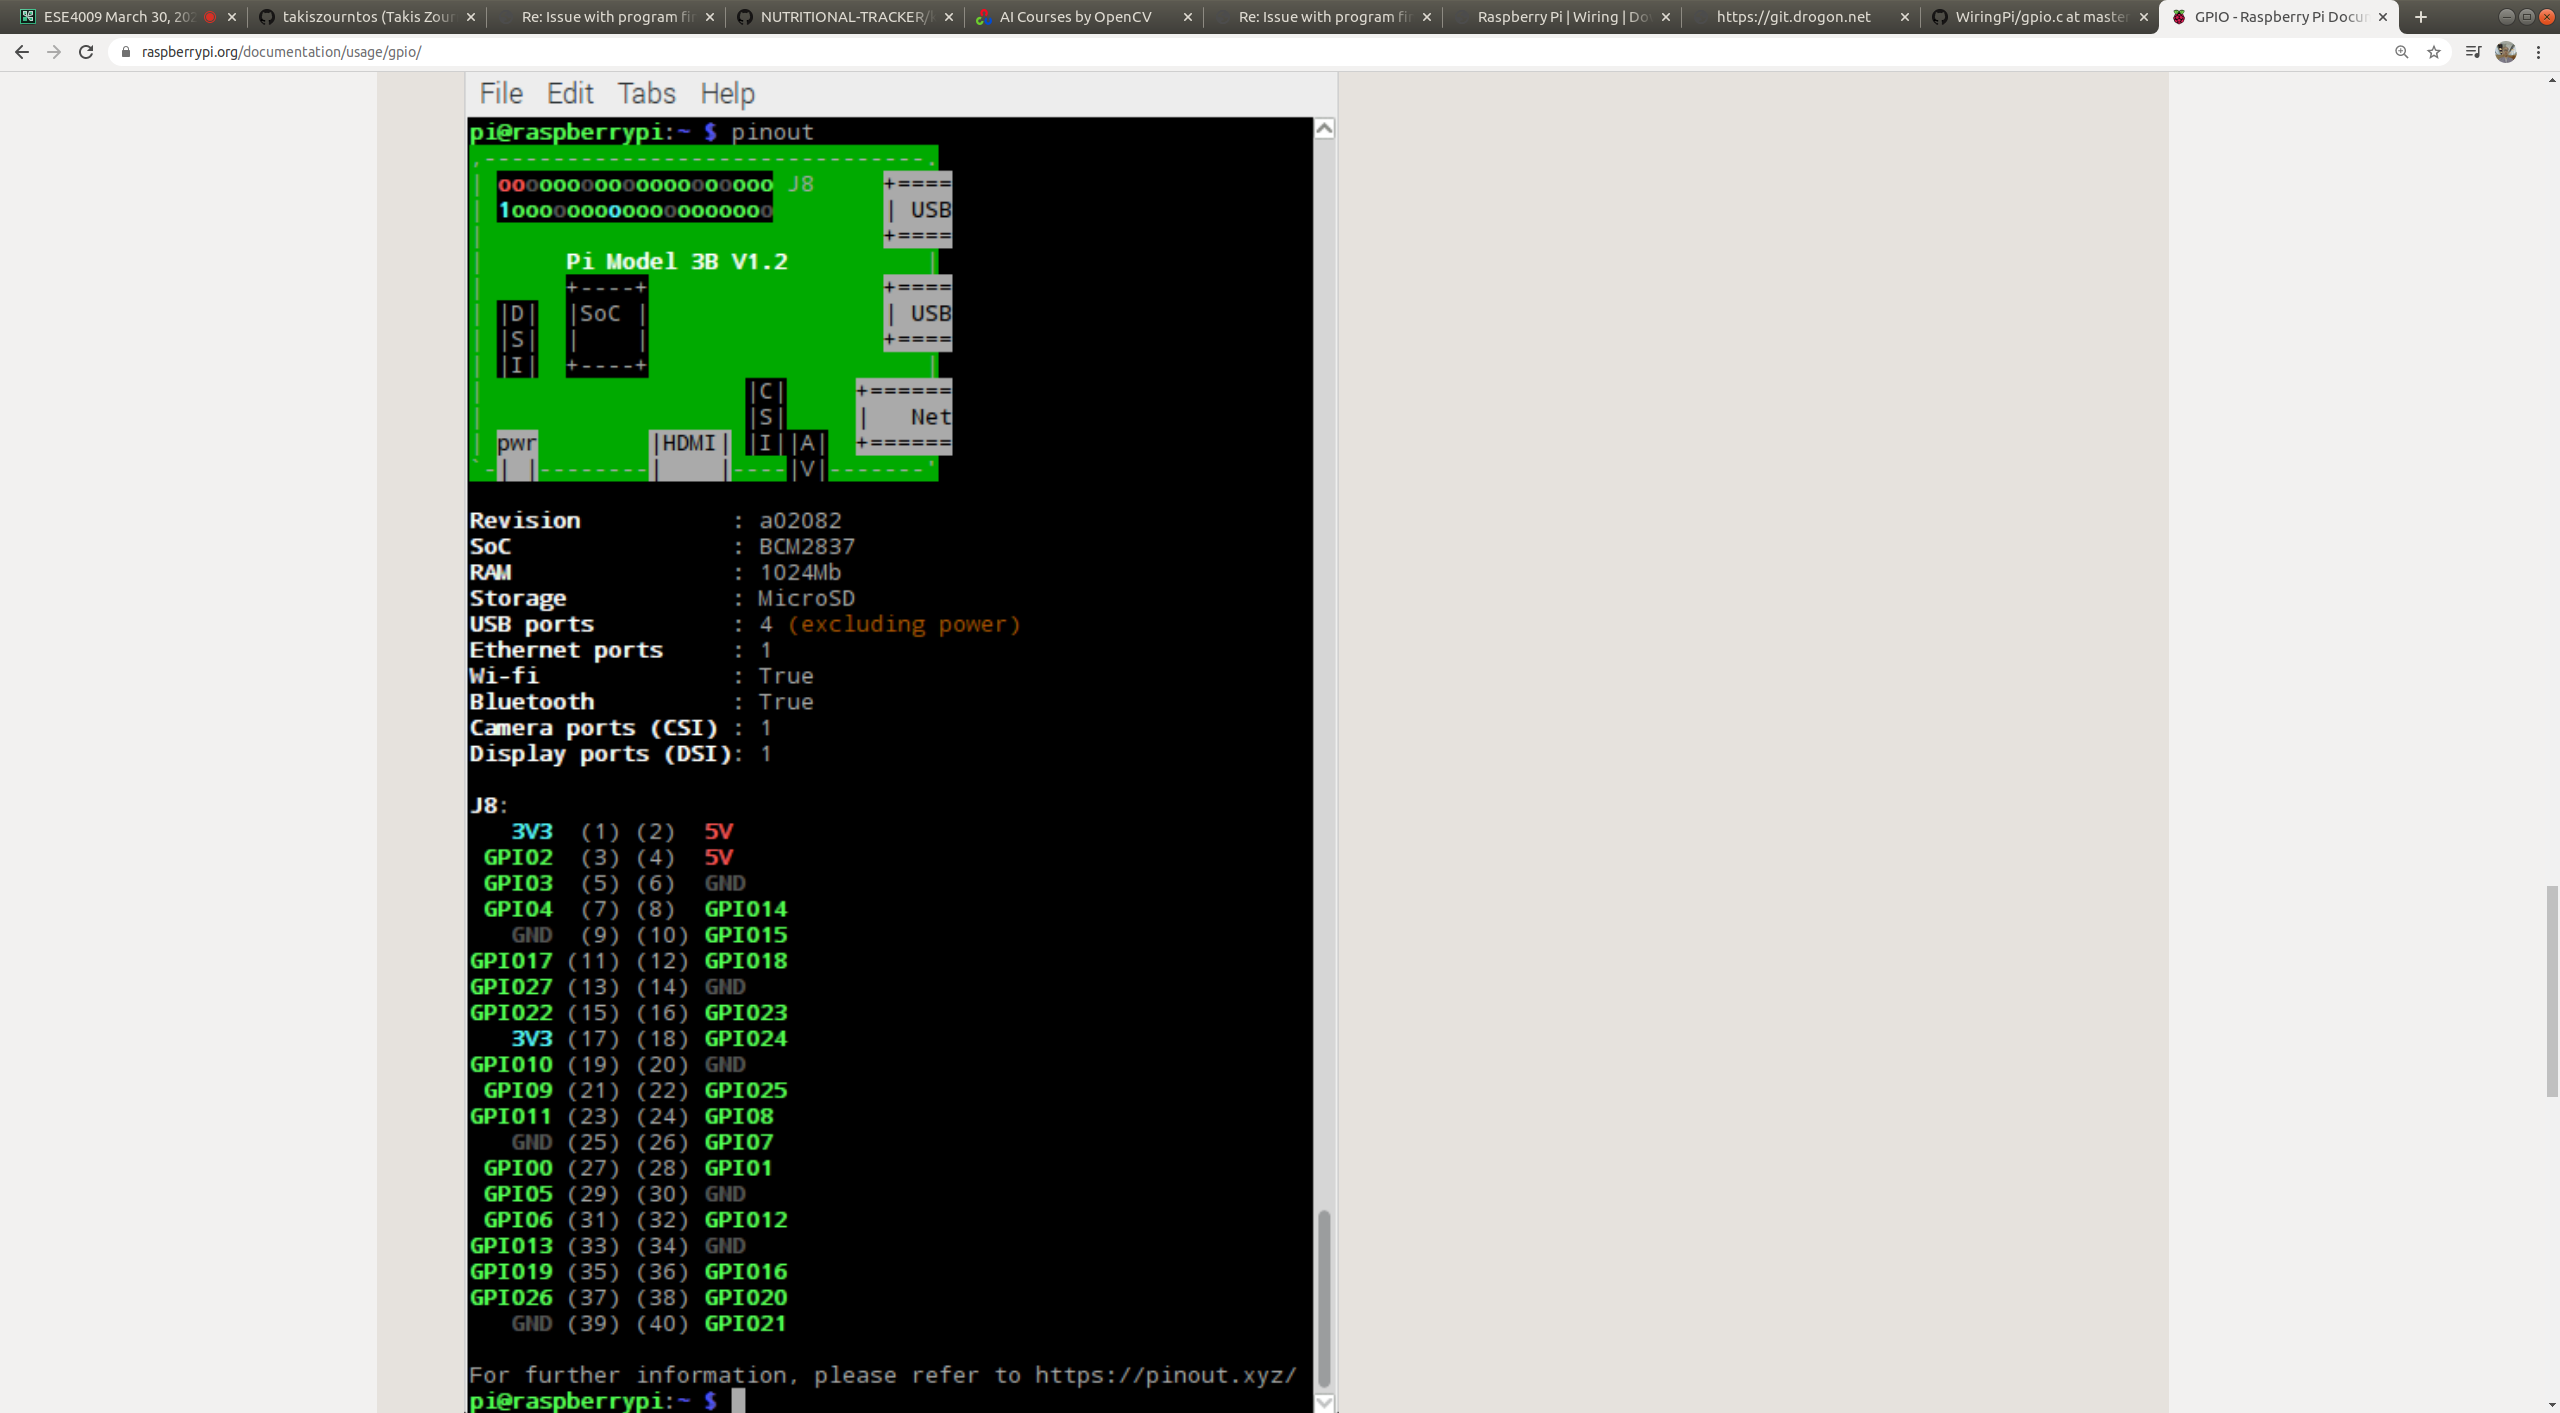 ESE4009 March 30, 202
takiszourntos (Takis Zour
Re: Issue with program fir
NUTRITIONAL-TRACKER/
AI Courses by OpenCV
Re: Issue with program fir
Raspberry Pi | Wiring | Do
https://git.drogon.net
WiringPi/gpio.c at master
GPIO - Raspberry Pi Docu
raspberrypi.org/documentation/usage/gpio/
File Edit Tabs Help
pi@raspberrypi:~ $ pinout
,--------------------------------.
| oooooooooooooooooooo J8 +====
| 1ooooooooooooooooooo | USB
| +====
| Pi Model 3B V1.2 |
| +----+ +====
| |D| |SoC | | USB
| |S| | | +====
| |I| +----+ |
| |C| +======
| |S| | Net
| pwr |HDMI| |I||A| +======
`-| |--------| |----|V|-------'
Revision : a02082
SoC : BCM2837
RAM : 1024Mb
Storage : MicroSD
USB ports : 4 (excluding power)
Ethernet ports : 1
Wi-fi : True
Bluetooth : True
Camera ports (CSI) : 1
Display ports (DSI): 1
J8:
3V3 (1) (2) 5V
GPIO2 (3) (4) 5V
GPIO3 (5) (6) GND
GPIO4 (7) (8) GPIO14
GND (9) (10) GPIO15
GPIO17 (11) (12) GPIO18
GPIO27 (13) (14) GND
GPIO22 (15) (16) GPIO23
3V3 (17) (18) GPIO24
GPIO10 (19) (20) GND
GPIO9 (21) (22) GPIO25
GPIO11 (23) (24) GPIO8
GND (25) (26) GPIO7
GPIO0 (27) (28) GPIO1
GPIO5 (29) (30) GND
GPIO6 (31) (32) GPIO12
GPIO13 (33) (34) GND
GPIO19 (35) (36) GPIO16
GPIO26 (37) (38) GPIO20
GND (39) (40) GPIO21
For further information, please refer to https://pinout.xyz/
pi@raspberrypi:~ $